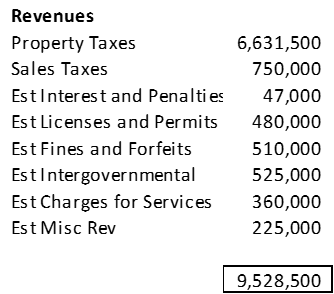 Revenues
Property Taxes 6,631,500
Sales Taxes 750,000
Est Interest and Penalties 47,000
Est Licenses and Permits 480,000
Est Fines and Forfeits 510,000
Est Intergovernmental 525,000
Est Charges for Services 360,000
Est Misc Rev 225,000
9,528,500